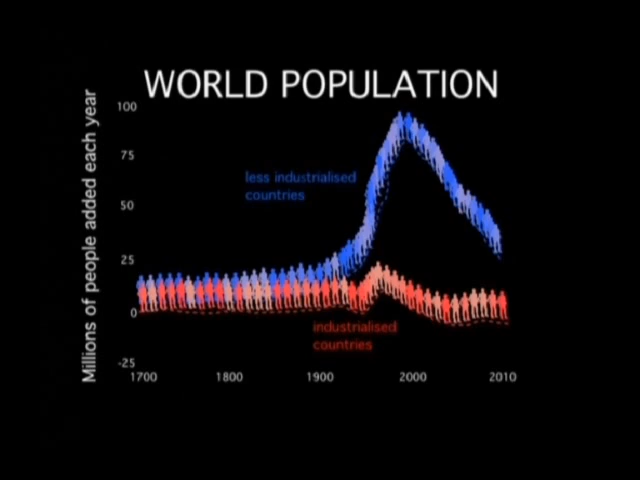 WORLD POPULATION
Millions of people added each year
100
75
50
25
0
-25
less industrialised
countries
industrialised
countries
1700
1800
1900
2000
2010